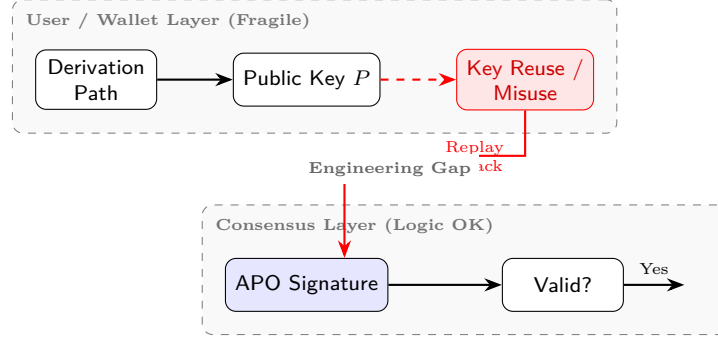 User / Wallet Layer (Fragile)
Derivation
Path
Public Key P
Key Reuse /
Misuse
Replay
Engineering Gap
Consensus Layer (Logic OK)
APO Signature
Valid?
Yes